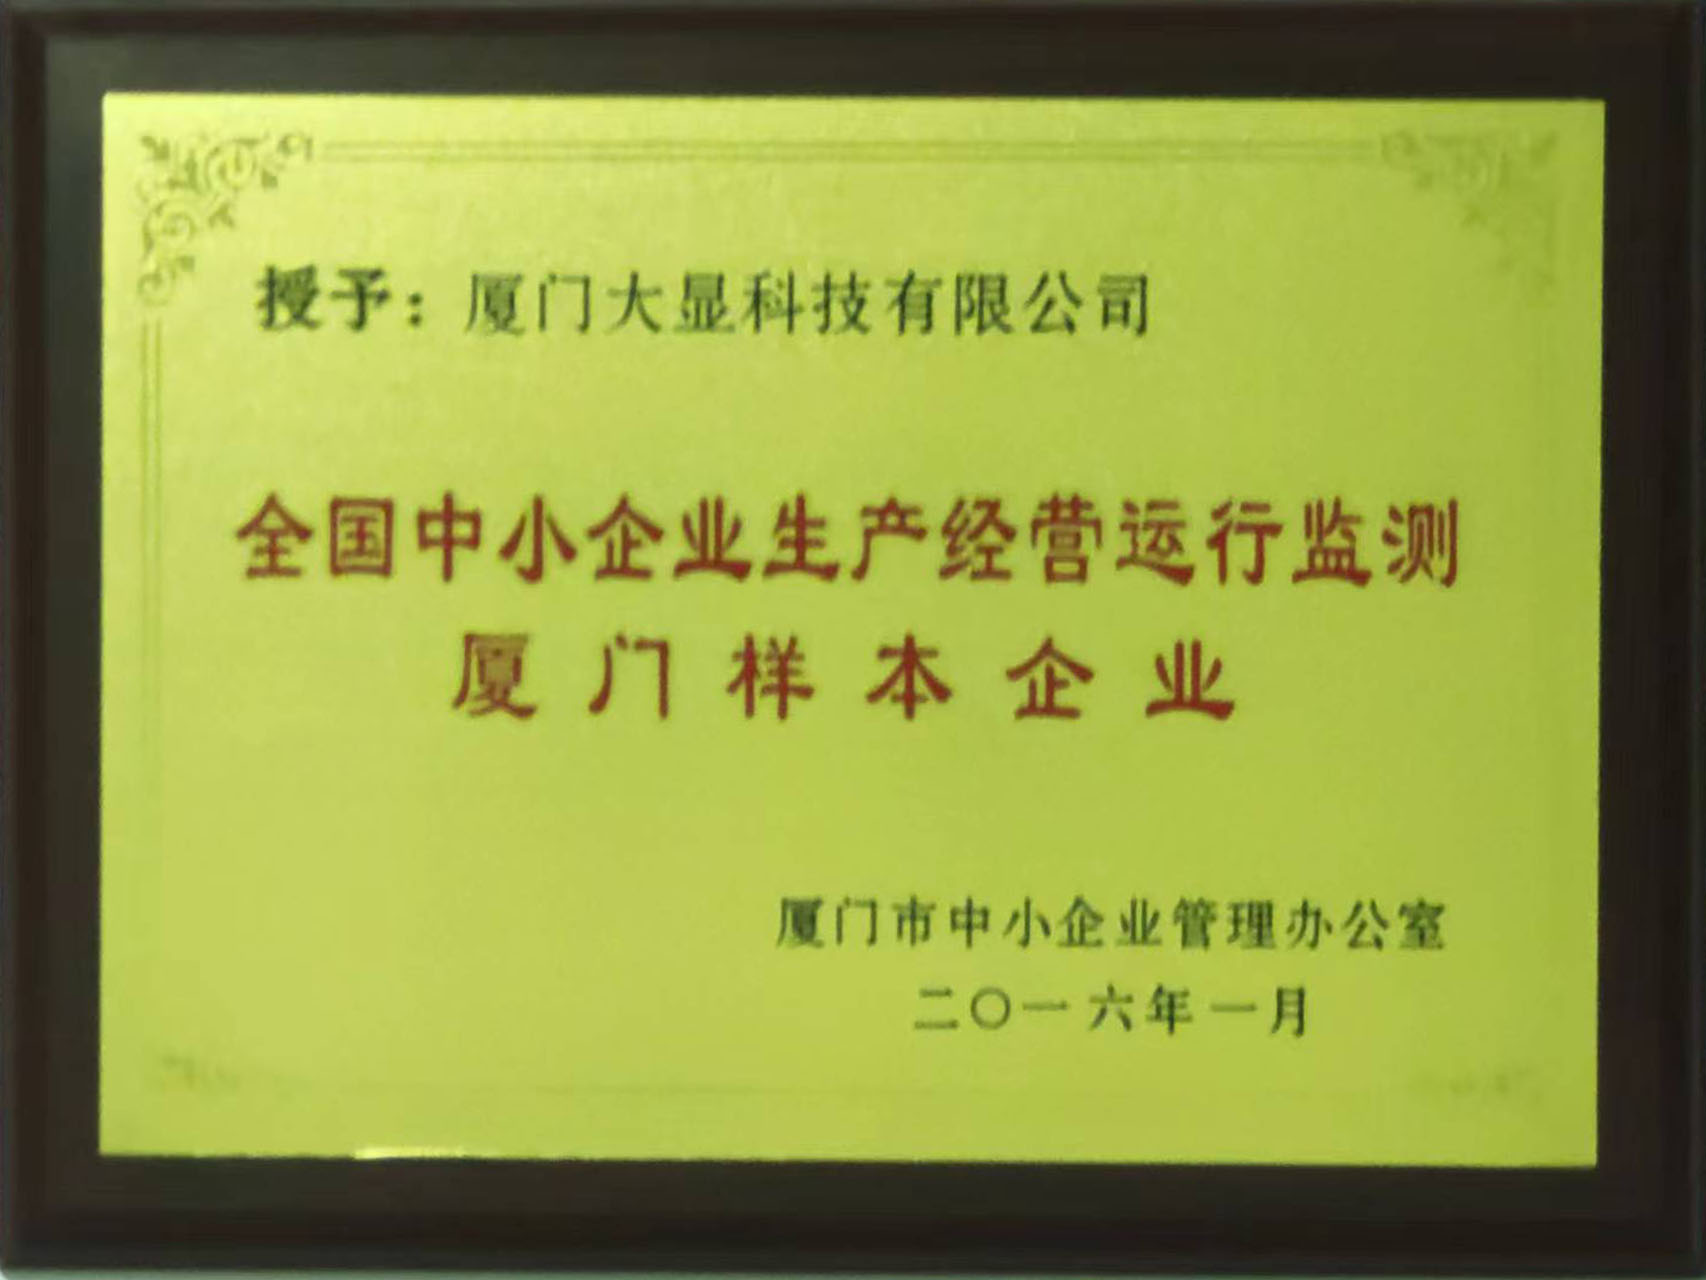 授予：厦门大显科技有限公司
全国中小企业生产经营运行监测
厦门样本企业
厦门市中小企业管理办公室
二〇一六年一月